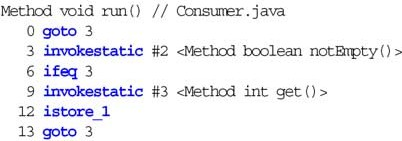 Method void run() // Consumer.java
0 goto 3
3 invokestatic #2 <Method boolean notEmpty()>
6 ifeq 3
9 invokestatic #3 <Method int get()>
12 istore_1
13 goto 3